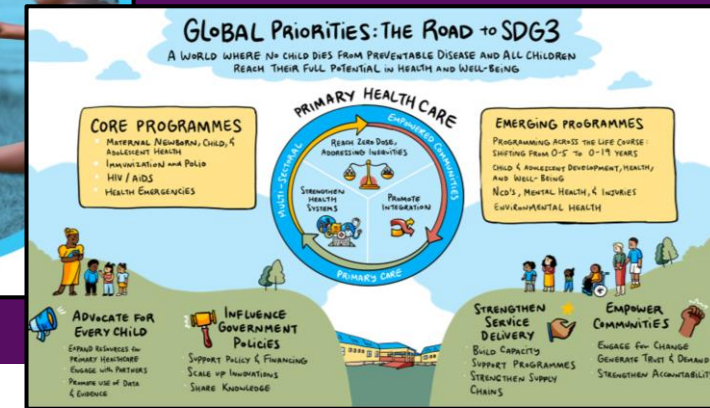 GLOBAL PRIORITIES: THE ROAD to SDG3
A WORLD WHERE No CHILD DIES FROM PREVENTABLE DISEASE AND ALL CHILDREN
REACH THEIR FULL POTENTIAL IN HEALTH AND WELL-BEING
CORE PROGRAMMES
MATERNAL NEWBORN, CHILD, &
ADOLESCENT HEALTH
IMMUNIZATION and POLIO
HIV / AIDS
HEALTH EMERGENCIES
PRIMARY HEALTH CARE
MULTI-SECTORAL
EMPOWERED COMMUNITIES
PRIMARY CARE
REACH ZERO DOSE,
ADDRESSING INEQUITIES
STRENGTHEN
HEALTH
SYSTEMS
PROMOTE
INTEGRATION
EMERGING PROGRAMMES
PROGRAMMING ACROSS THE LIFE COURSE:
SHIFTING FROM 0-5 TO 0-19 YEARS
CHILD & ADOLESCENT DEVELOPMENT, HEALTH,
AND WELL-BEING
NCD'S, MENTAL HEALTH, & INJURIES
ENVIRONMENTAL HEALTH
ADVOCATE FOR
EVERY CHILD
EXPAND RESOURCES for
PRIMARY HEALTHCARE
ENGAGE with PARTNERS
PROMOTE USE OF DATA
& EVIDENCE
INFLUENCE
GOVERNMENT
POLICIES
SUPPORT POLICY & FINANCING
SCALE UP INNOVATIONS
SHARE KNOWLEDGE
STRENGTHEN
SERVICE
DELIVERY
BUILD CAPACITY
SUPPORT PROGRAMMES
STRENGTHEN SUPPLY
CHAINS
EMPOWER
COMMUNITIES
ENGAGE FOR CHANGE
GENERATE TRUST & DEMAND
STRENGTHEN ACCOUNTABILITY